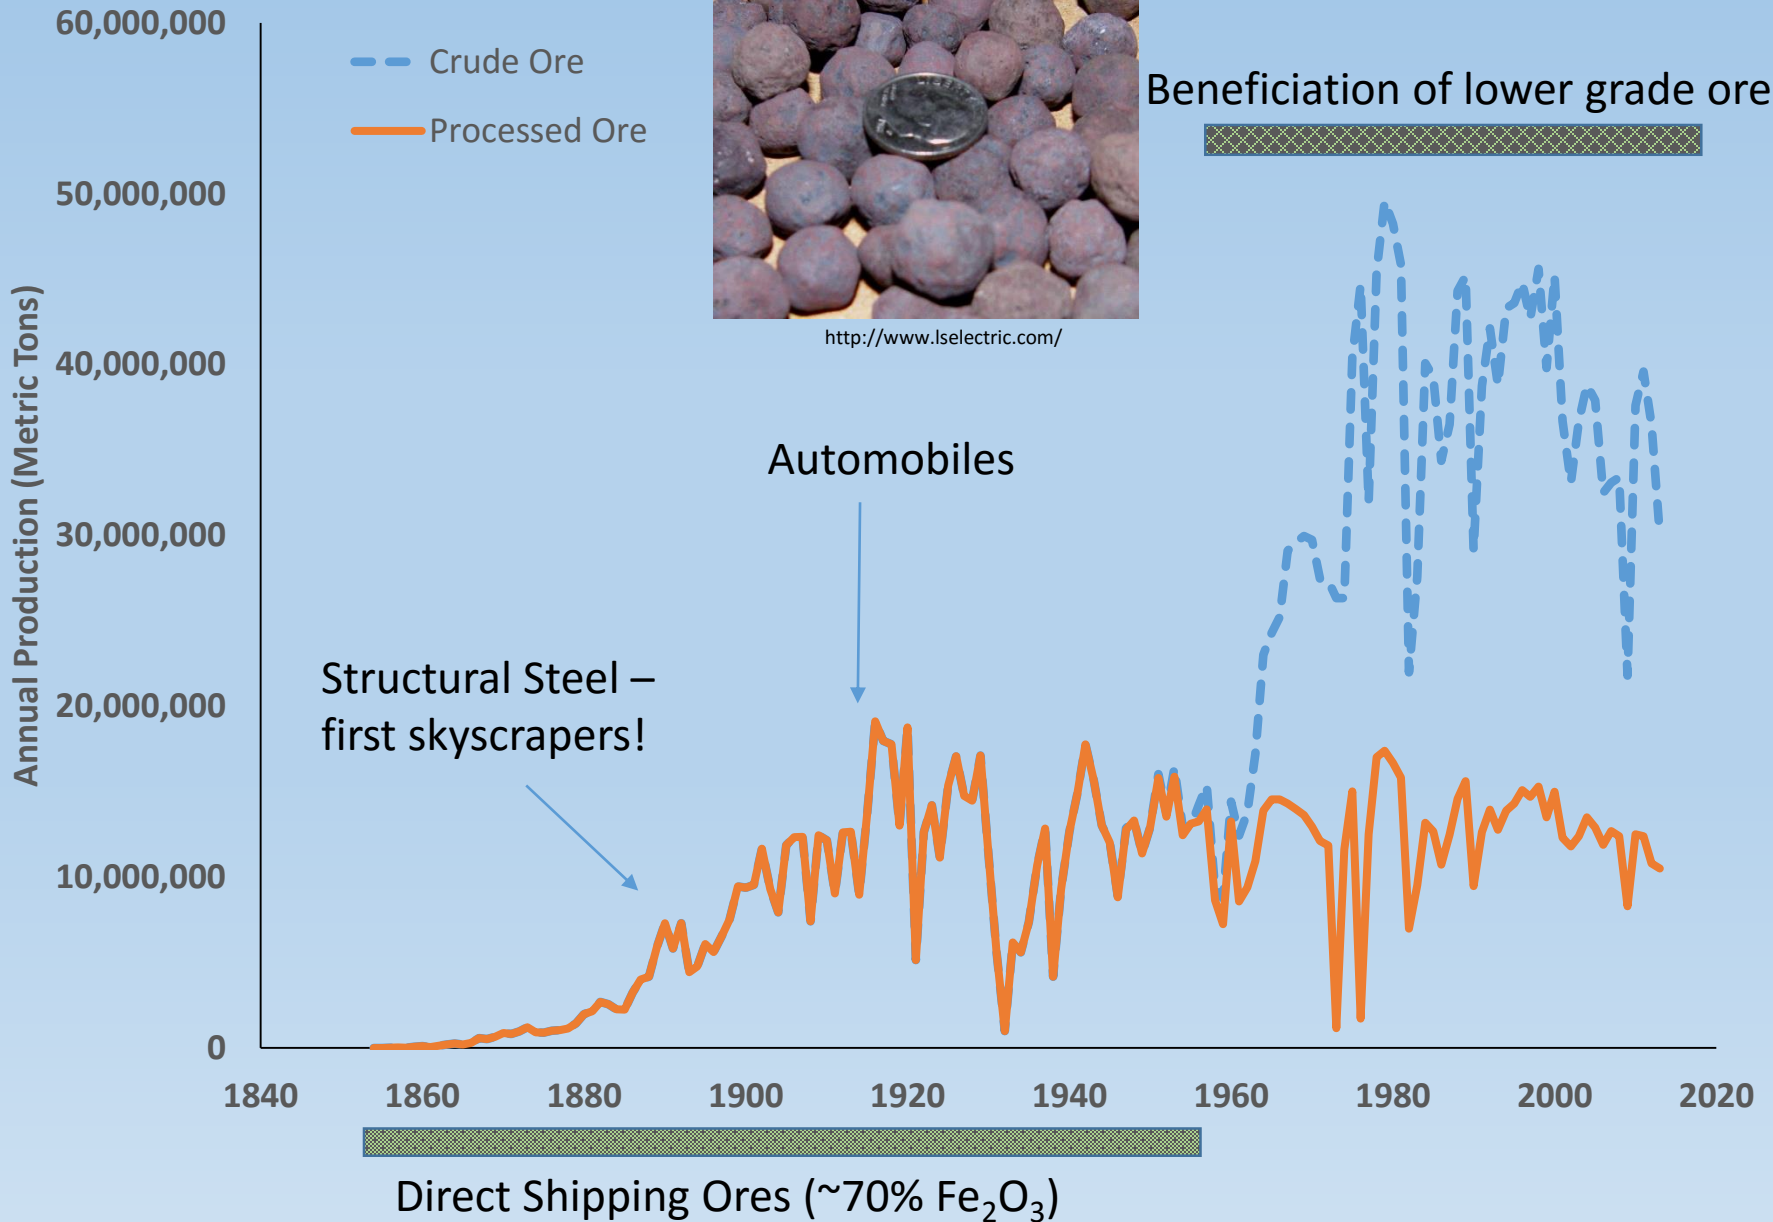 60,000,000
50,000,000
40,000,000
30,000,000
20,000,000
10,000,000
0
Annual Production (Metric Tons)
Crude Ore
Processed Ore
http://www.lselectric.com/
Beneficiation of lower grade ore
Automobiles
Structural Steel –
first skyscrapers!
1840 1860 1880 1900 1920 1940 1960 1980 2000 2020
Direct Shipping Ores (~70% Fe₂O₃)